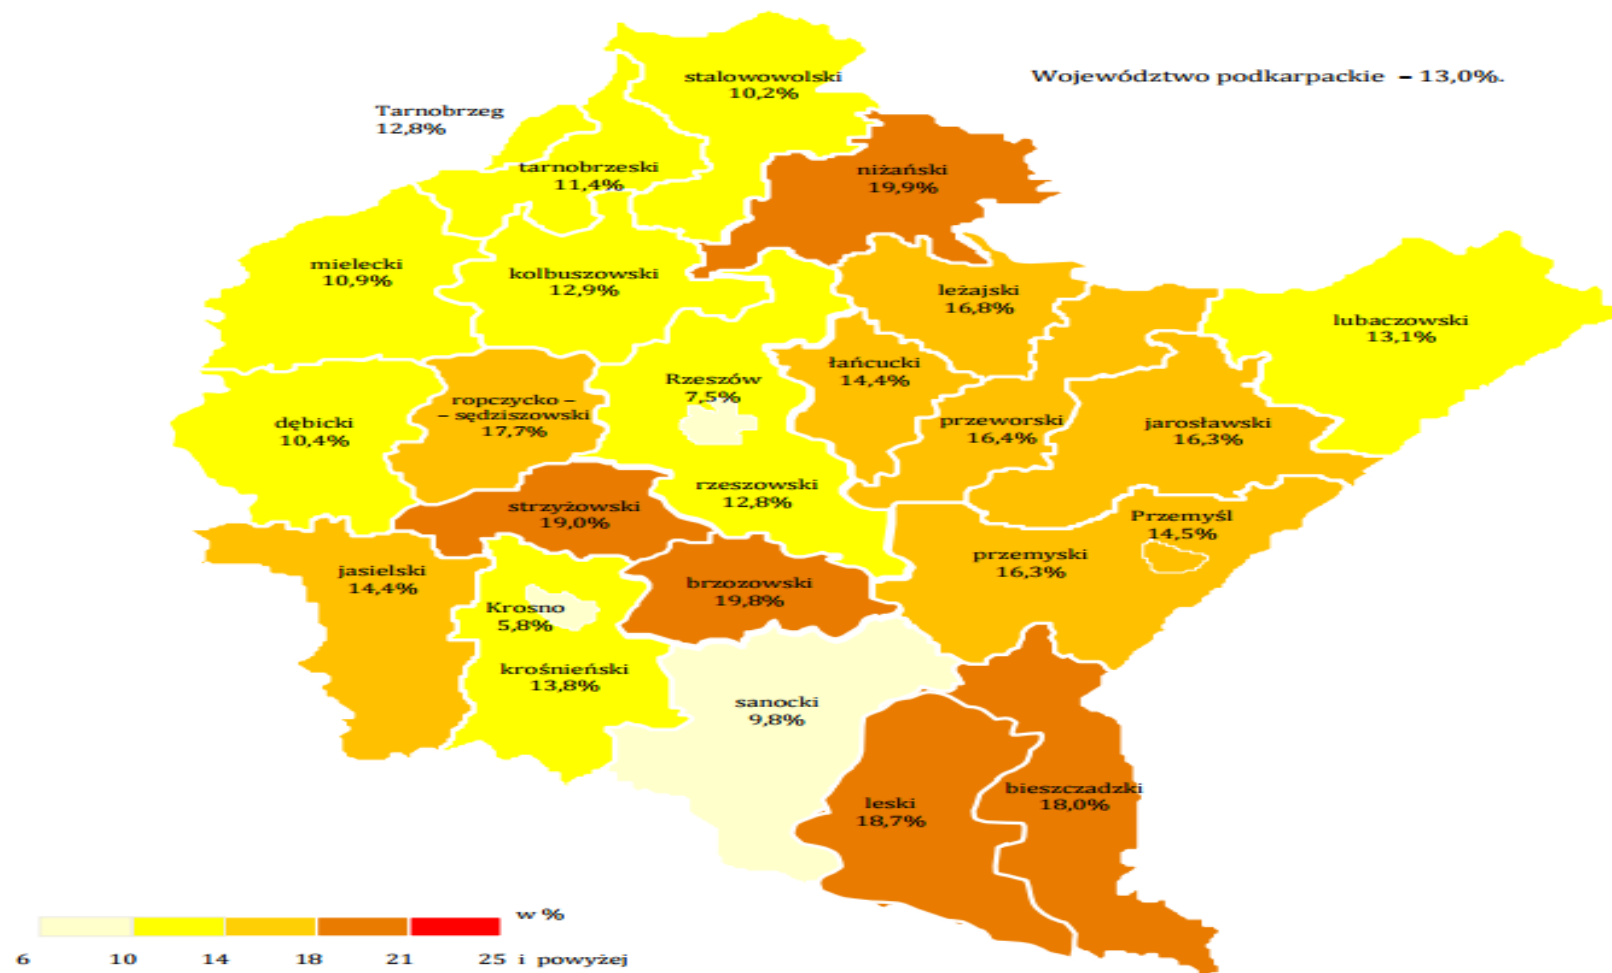 stalowowolski
10,2%
Województwo podkarpackie – 13,0%.
Tarnobrzeg
12,8%
tarnobrzeski
11,4%
niżański
19,9%
mielecki
10,9%
kolbuszowski
12,9%
leżajski
16,8%
lubaczowski
13,1%
łańcucki
14,4%
Rzeszów
7,5%
ropczycko –
– sędziszowski
17,7%
dębicki
10,4%
przeworski
16,4%
jarosławski
16,3%
rzeszowski
12,8%
strzyżowski
19,0%
Przemyśl
14,5%
przemyski
16,3%
jasielski
14,4%
brzozowski
19,8%
Krosno
5,8%
krośnieński
13,8%
sanocki
9,8%
bieszczadzki
18,0%
leski
18,7%
w %
6 10 14 18 21 25 i powyżej